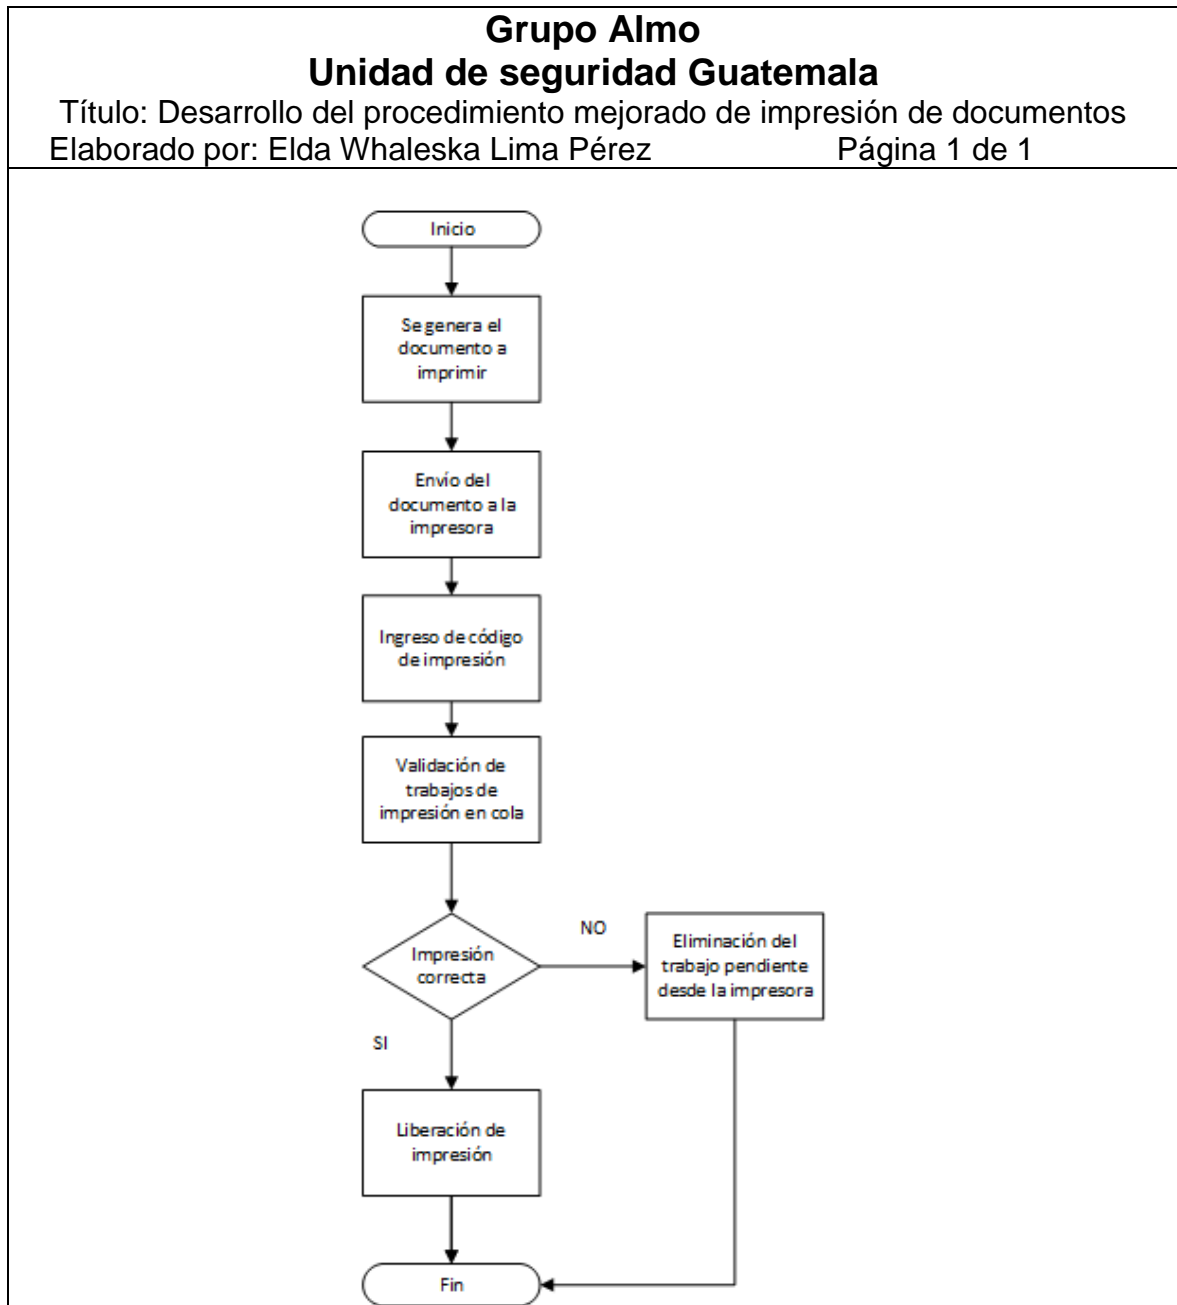 Grupo Almo
Unidad de seguridad Guatemala
Título: Desarrollo del procedimiento mejorado de impresión de documentos
Elaborado por: Elda Whaleska Lima Pérez Página 1 de 1
Inicio
Se genera el
documento a
imprimir
Envío del
documento a la
impresora
Ingreso de código
de impresión
Validación de
trabajos de
impresión en cola
Impresión
correcta
NO
Eliminación del
trabajo pendiente
desde la impresora
SI
Liberación de
impresión
Fin